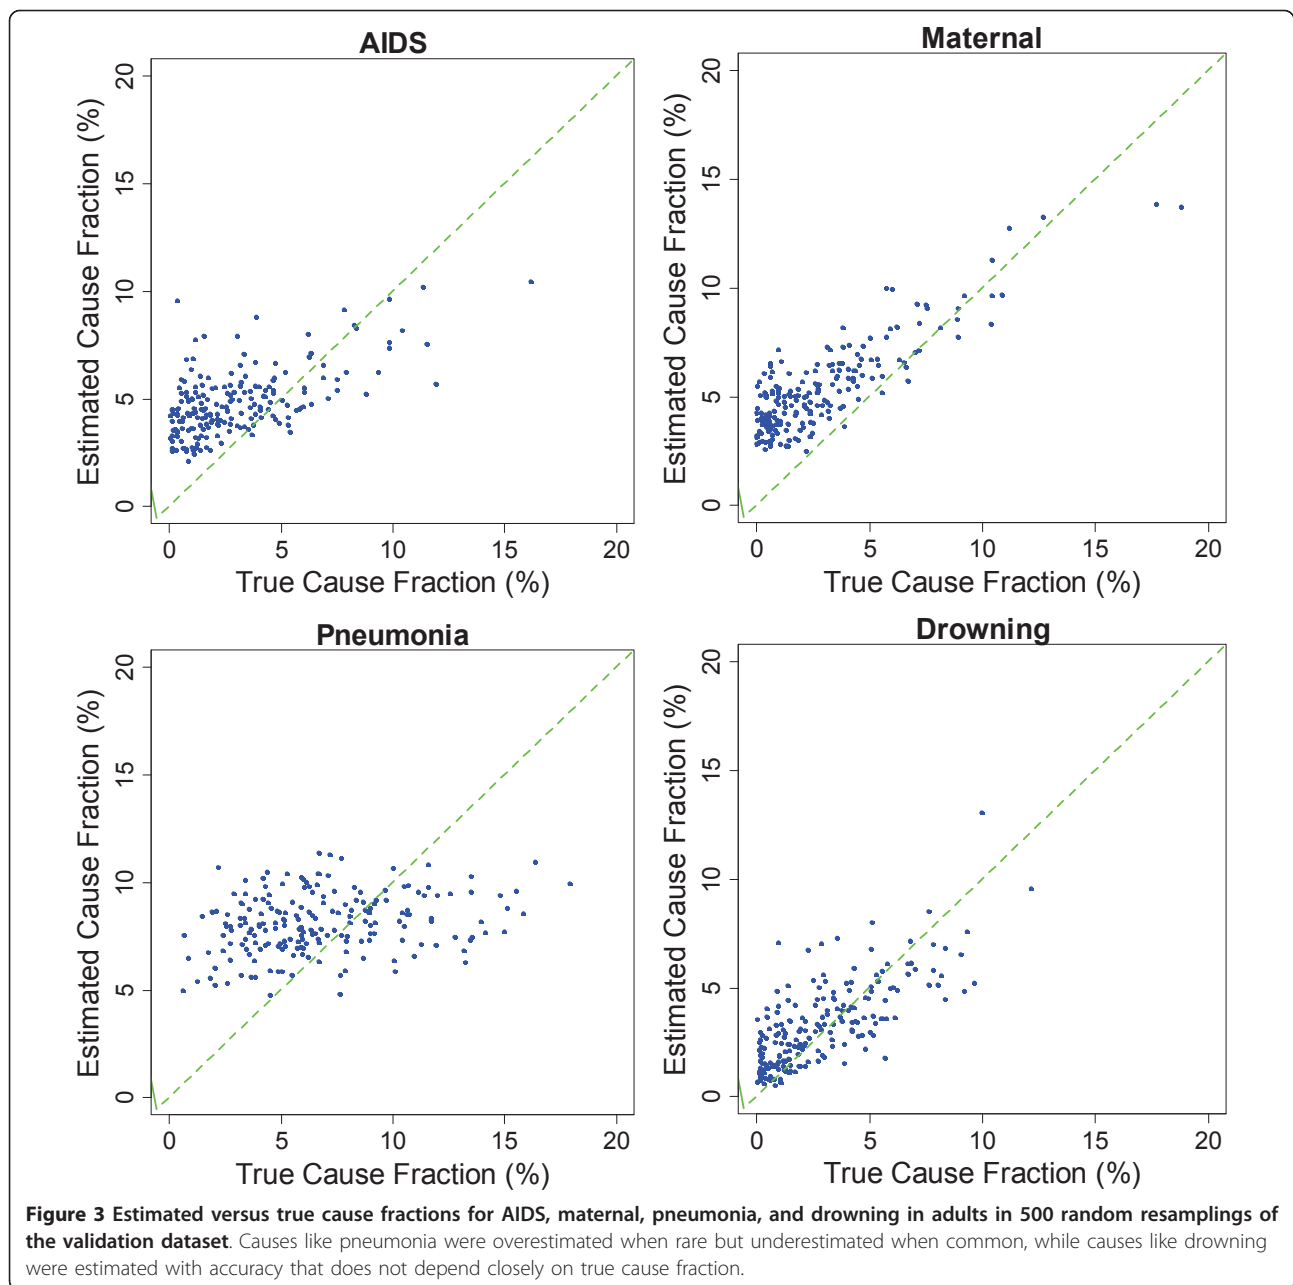 AIDS
Estimated Cause Fraction (%)
20
15
10
5
0
0 5 10 15 20
True Cause Fraction (%)
Maternal
Estimated Cause Fraction (%)
20
15
10
5
0
0 5 10 15 20
True Cause Fraction (%)
Pneumonia
Estimated Cause Fraction (%)
20
15
10
5
0
0 5 10 15 20
True Cause Fraction (%)
Drowning
Estimated Cause Fraction (%)
20
15
10
5
0
0 5 10 15 20
True Cause Fraction (%)
Figure 3 Estimated versus true cause fractions for AIDS, maternal, pneumonia, and drowning in adults in 500 random resamplings of
the validation dataset. Causes like pneumonia were overestimated when rare but underestimated when common, while causes like drowning
were estimated with accuracy that does not depend closely on true cause fraction.